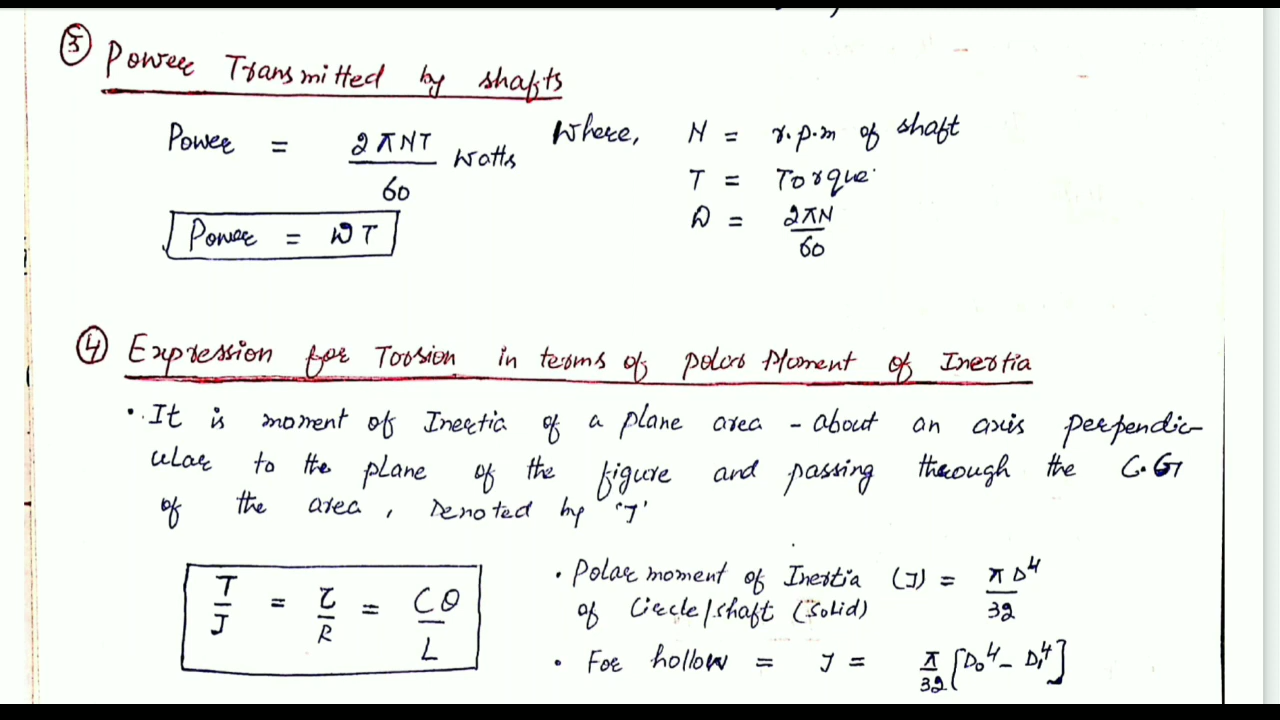 ③ Power Transmitted by shafts
Power = 2πNT/60 watts Where, N = r.p.m of shaft
T = Torque
ω = 2πN/60
Power = ωT
④ Expression for Torsion in terms of polar Moment of Inertia
• It is moment of Inertia of a plane area - about an axis perpendic-
ular to the plane of the figure and passing through the C.G
of the area, Denoted by 'J'
T/J = τ/R = Cθ/L
• Polar moment of Inertia (J) = πD⁴/32
of Circle/shaft (Solid)
• For hollow = J = π/32 [D₀⁴ - Dᵢ⁴]